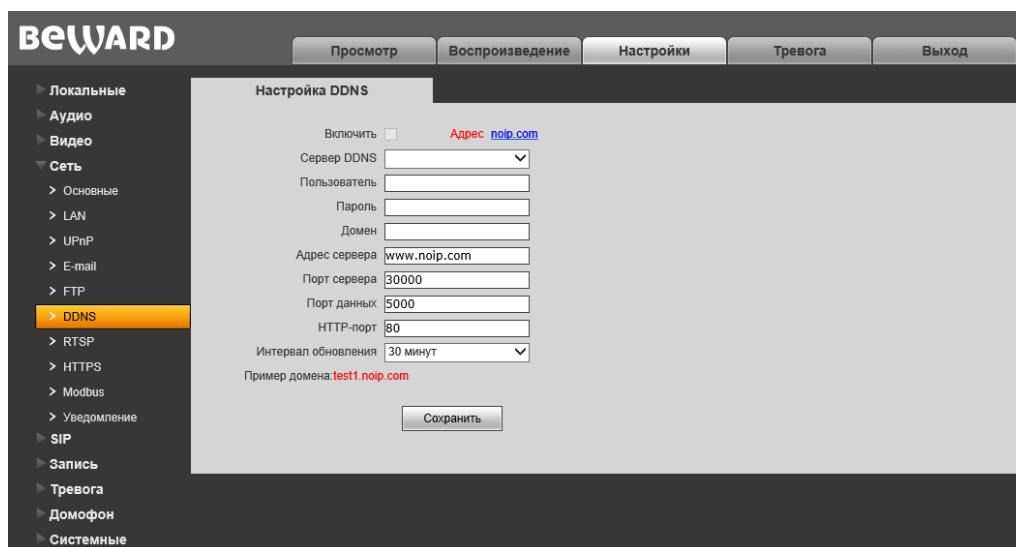 BEWARD
Просмотр
Воспроизведение
Настройки
Тревога
Выход
Локальные
Аудио
Видео
Сеть
Основные
LAN
UPnP
E-mail
FTP
DDNS
RTSP
HTTPS
Modbus
Уведомление
SIP
Запись
Тревога
Домофон
Системные
Настройка DDNS
Включить Адрес noip.com
Сервер DDNS
Пользователь
Пароль
Домен
Адрес сервера www.noip.com
Порт сервера 30000
Порт данных 5000
HTTP-порт 80
Интервал обновления 30 минут
Пример домена:test1.noip.com
Сохранить